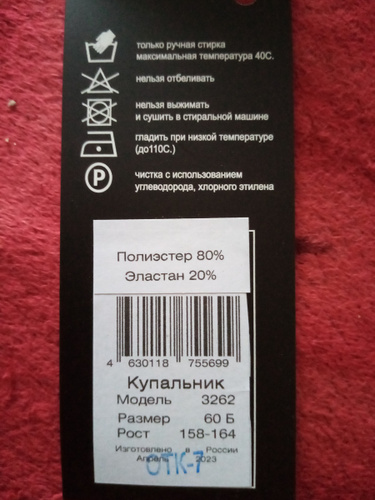 только ручная стирка
максимальная температура 40С.
нельзя отбеливать
нельзя выжимать
и сушить в стиральной машине
гладить при низкой температуре
(до110С.)
P
чистка с использованием
углеводорода, хлорного этилена
Полиэстер 80%
Эластан 20%
4 630118 755699
Купальник
Модель 3262
Размер 60 Б
Рост 158-164
Изготовлено в России
Апрель 2023
ОТК-7